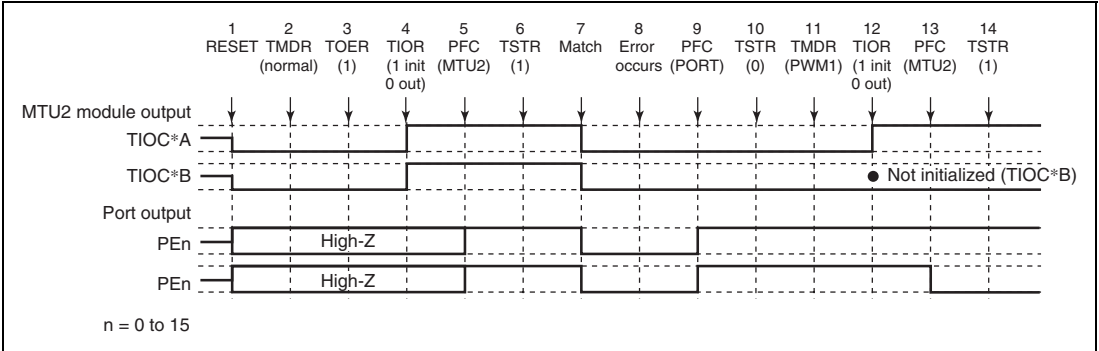 1 2 3 4 5 6 7 8 9 10 11 12 13 14
RESET TMDR TOER TIOR PFC TSTR Match Error PFC TSTR TMDR TIOR PFC TSTR
(normal) (1) (1 init (MTU2) (1) occurs (PORT) (0) (PWM1) (1 init (MTU2) (1)
0 out) 0 out)
MTU2 module output
TIOC*A
TIOC*B
● Not initialized (TIOC*B)
Port output
PEn High-Z
PEn High-Z
n = 0 to 15